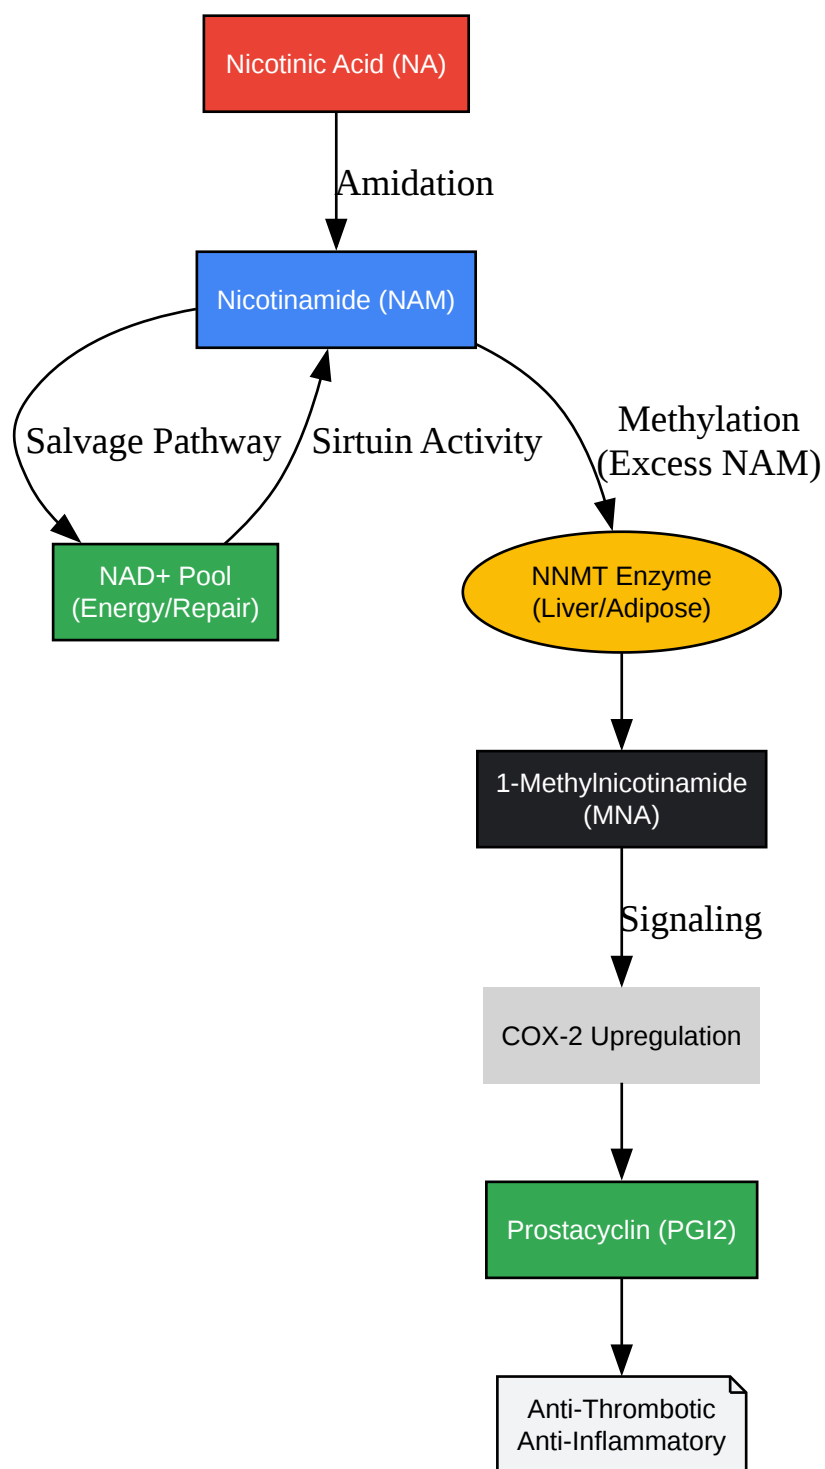 Nicotinic Acid (NA)
Amidation
Nicotinamide (NAM)
Salvage Pathway
Sirtuin Activity
Methylation
(Excess NAM)
NAD+ Pool
(Energy/Repair)
NNMT Enzyme
(Liver/Adipose)
1-Methylnicotinamide
(MNA)
Signaling
COX-2 Upregulation
Prostacyclin (PGI2)
Anti-Thrombotic
Anti-Inflammatory